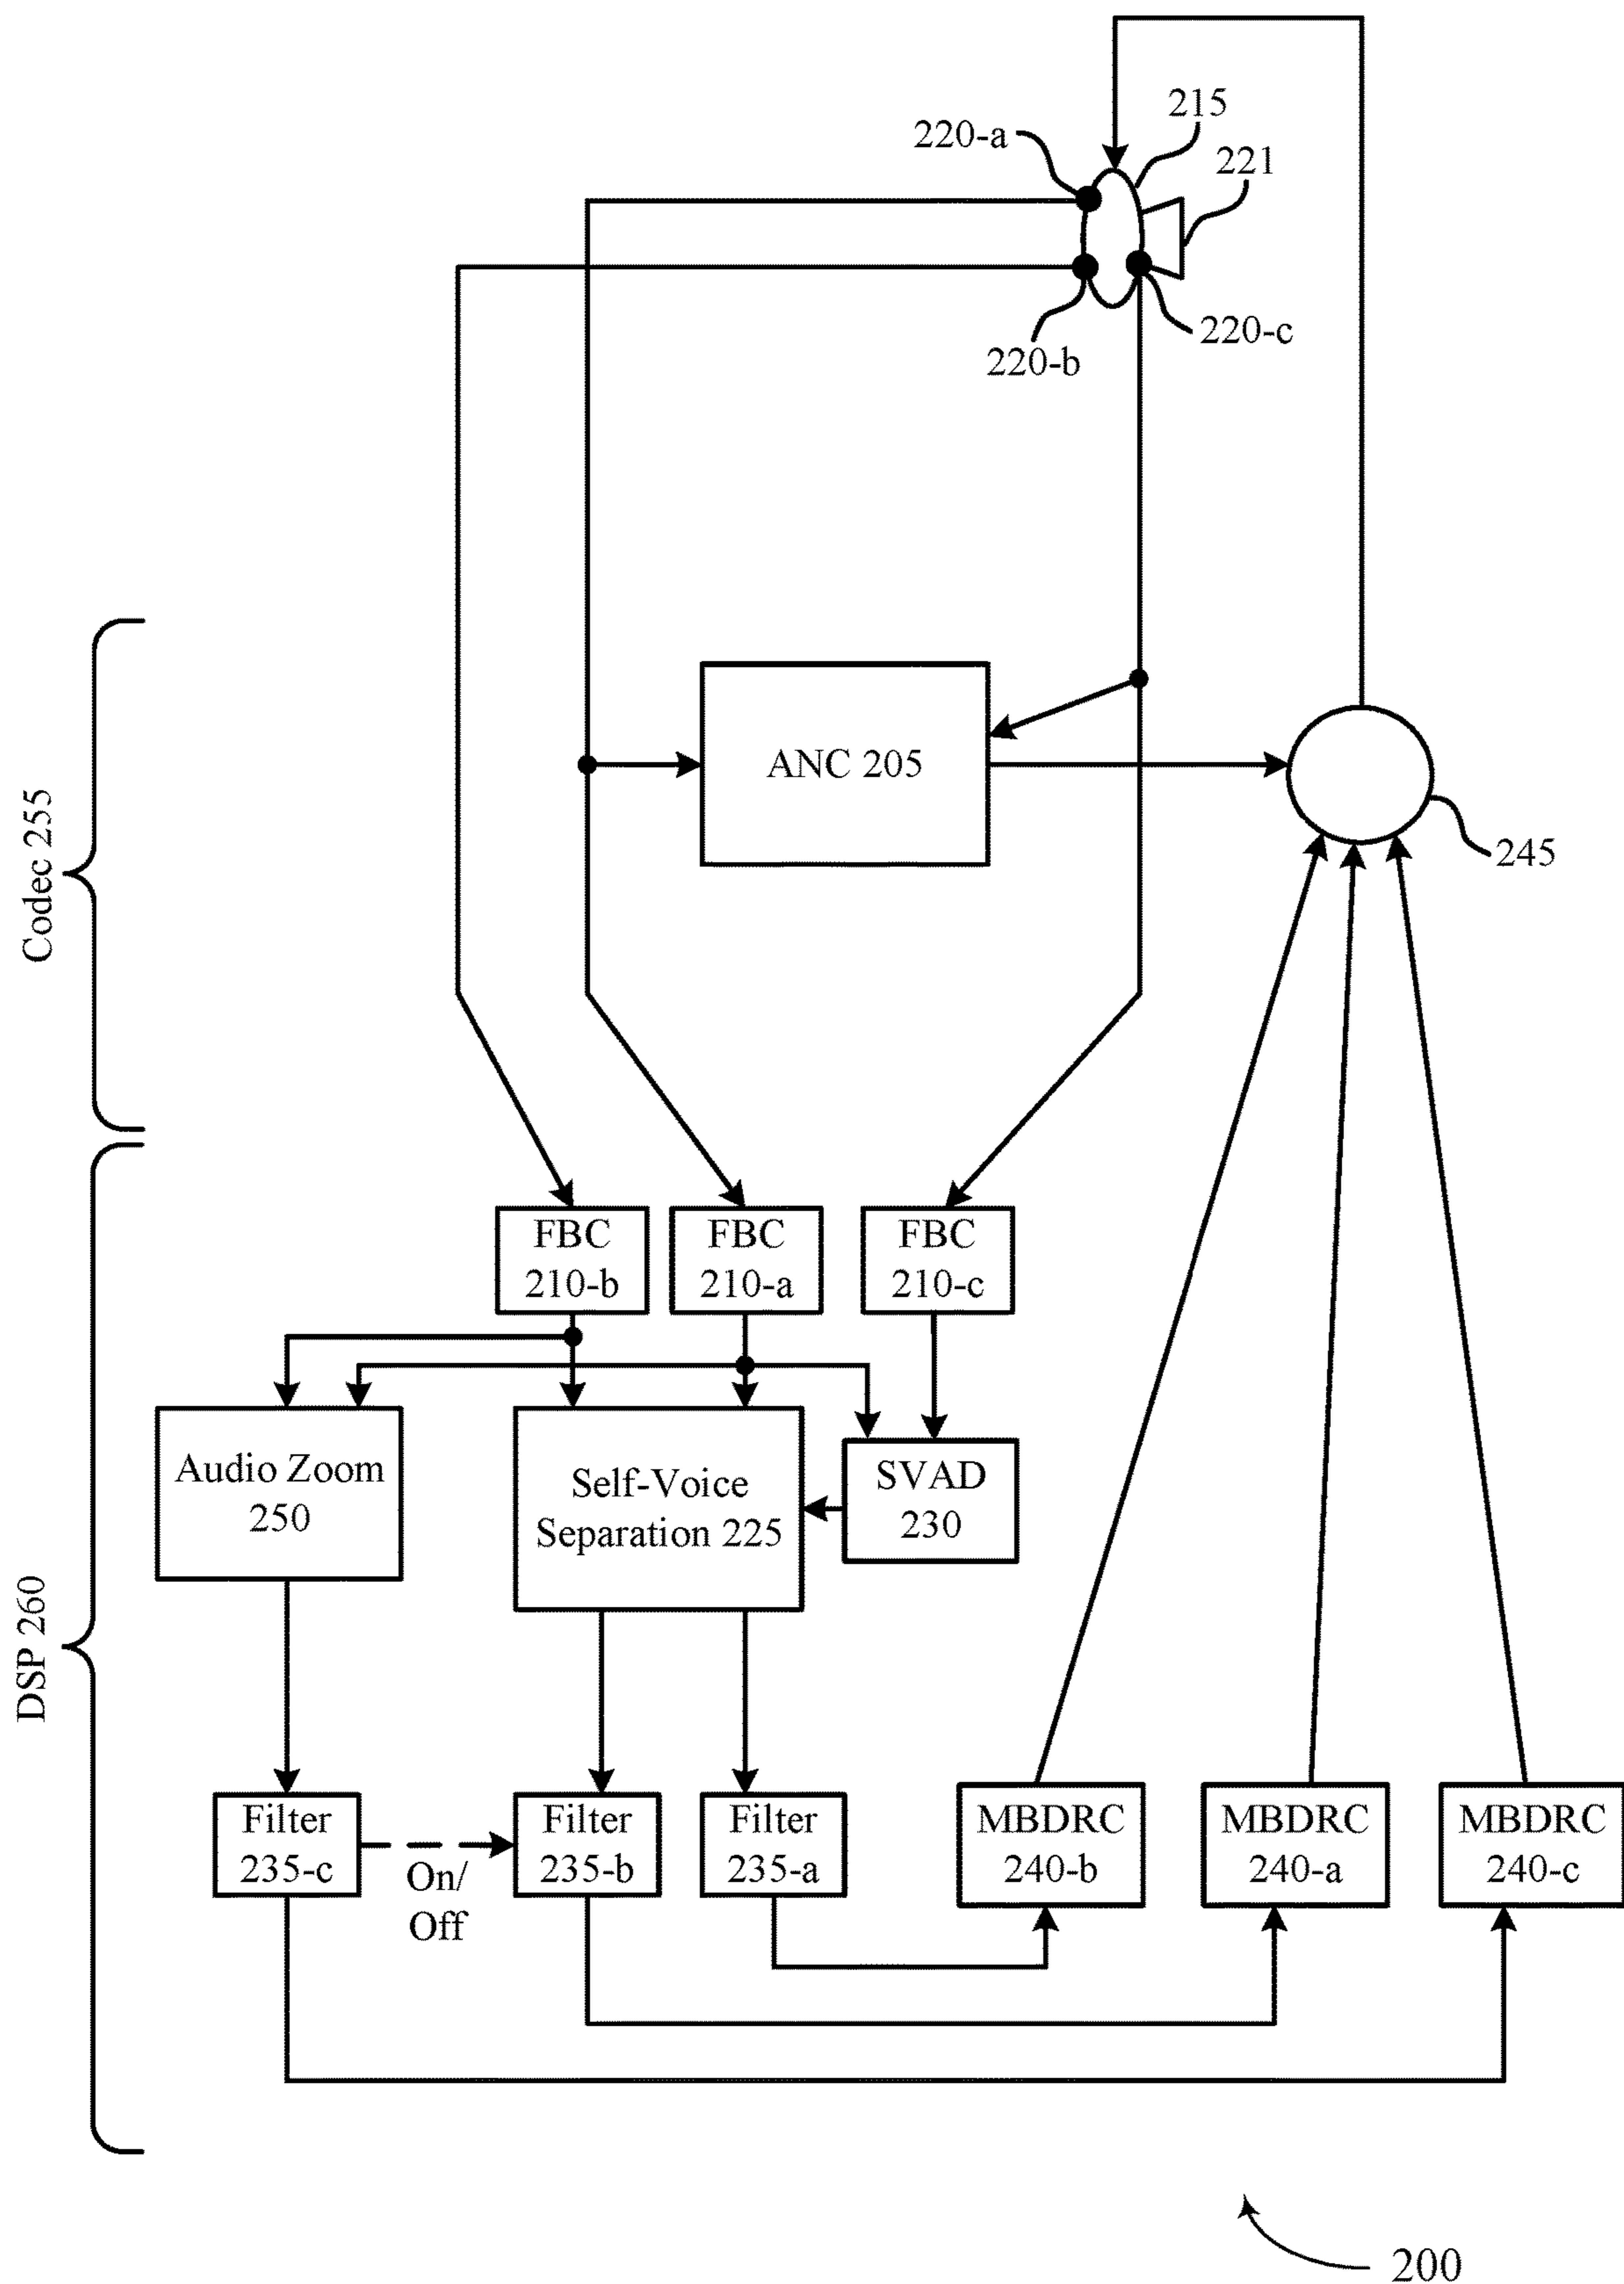 215
220-a
221
220-c
220-b
Codec 255
ANC 205
245
DSP 260
FBC
210-b
FBC
210-a
FBC
210-c
Audio Zoom
250
Self-Voice
Separation 225
SVAD
230
Filter
235-c
On/
Off
Filter
235-b
Filter
235-a
MBDRC
240-b
MBDRC
240-a
MBDRC
240-c
200